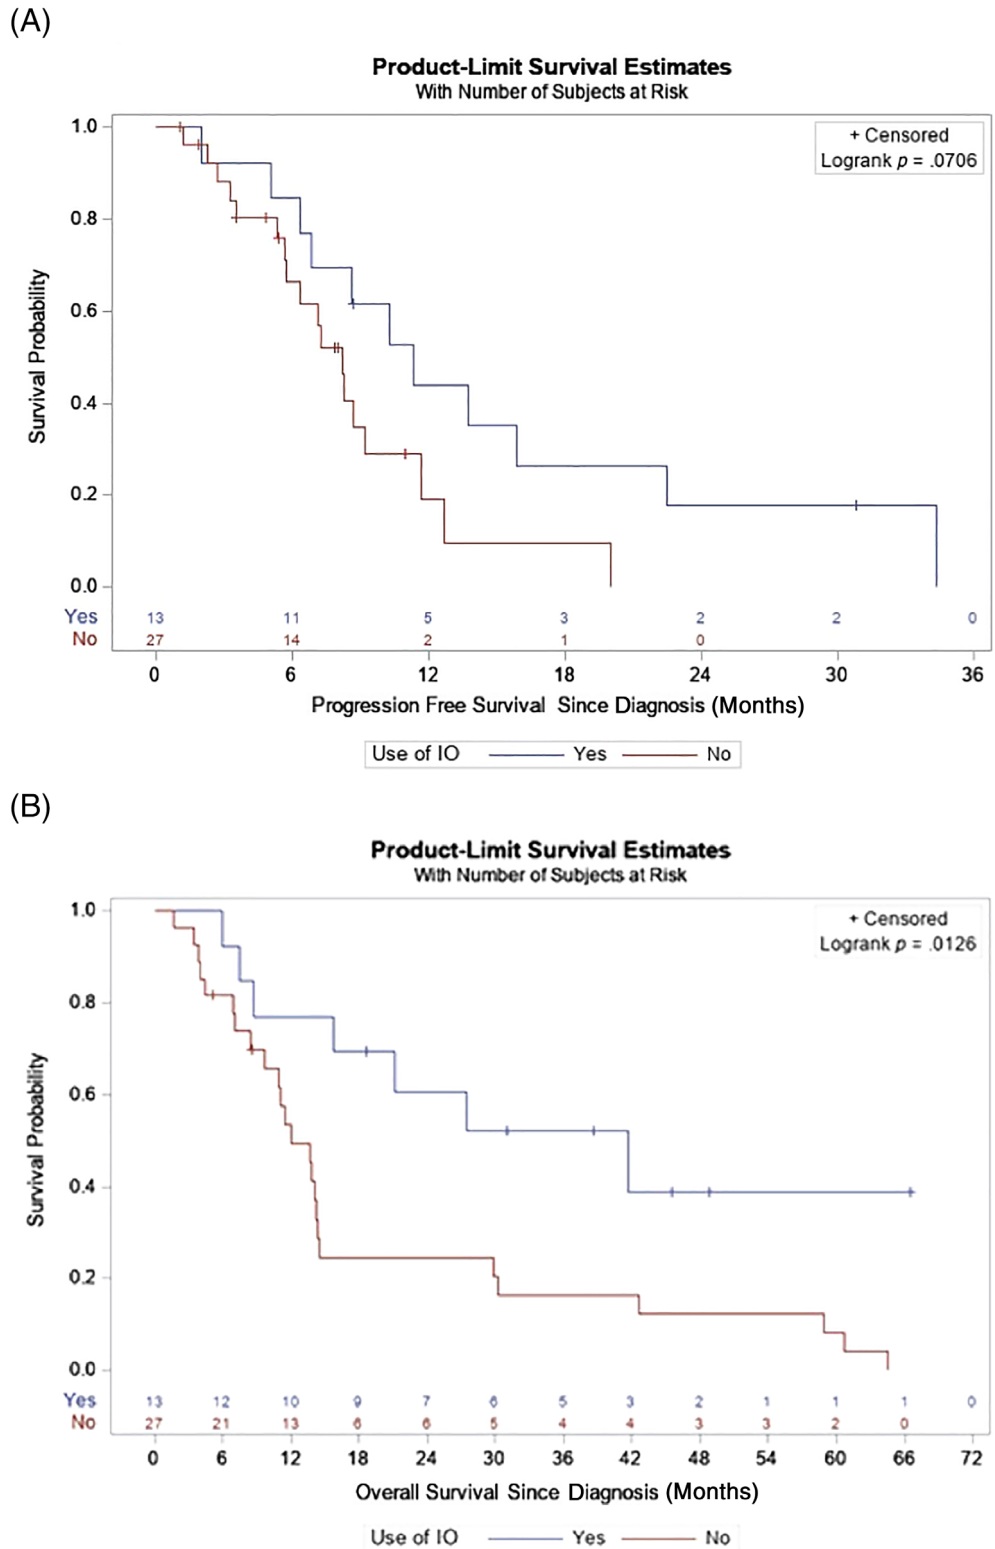 (A)
Product-Limit Survival Estimates
With Number of Subjects at Risk
+ Censored
Logrank p = .0706
Survival Probability
1.0
0.8
0.6
0.4
0.2
0.0
Yes 13 11 5 3 2 2 0
No 27 14 2 1 0
0 6 12 18 24 30 36
Progression Free Survival Since Diagnosis (Months)
Use of IO Yes No
(B)
Product-Limit Survival Estimates
With Number of Subjects at Risk
+ Censored
Logrank p = .0126
Survival Probability
1.0
0.8
0.6
0.4
0.2
0.0
Yes 13 12 10 9 7 6 5 3 2 1 1 1 0
No 27 21 13 6 6 5 4 4 3 3 2 0
0 6 12 18 24 30 36 42 48 54 60 66 72
Overall Survival Since Diagnosis (Months)
Use of IO Yes No